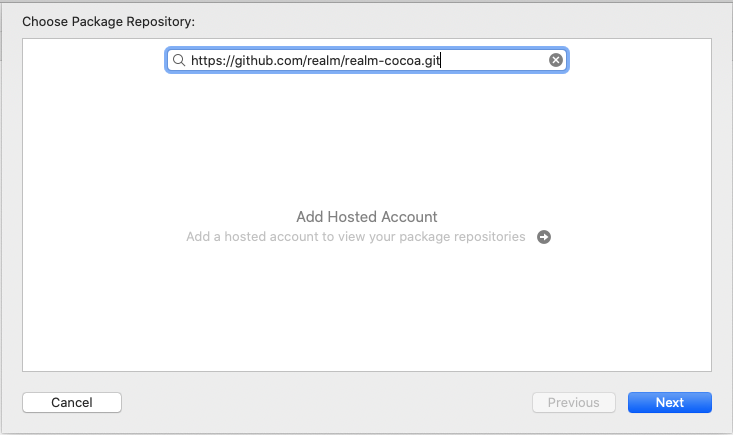 Choose Package Repository:
https://github.com/realm/realm-cocoa.git
Add Hosted Account
Add a hosted account to view your package repositories
Cancel
Previous
Next